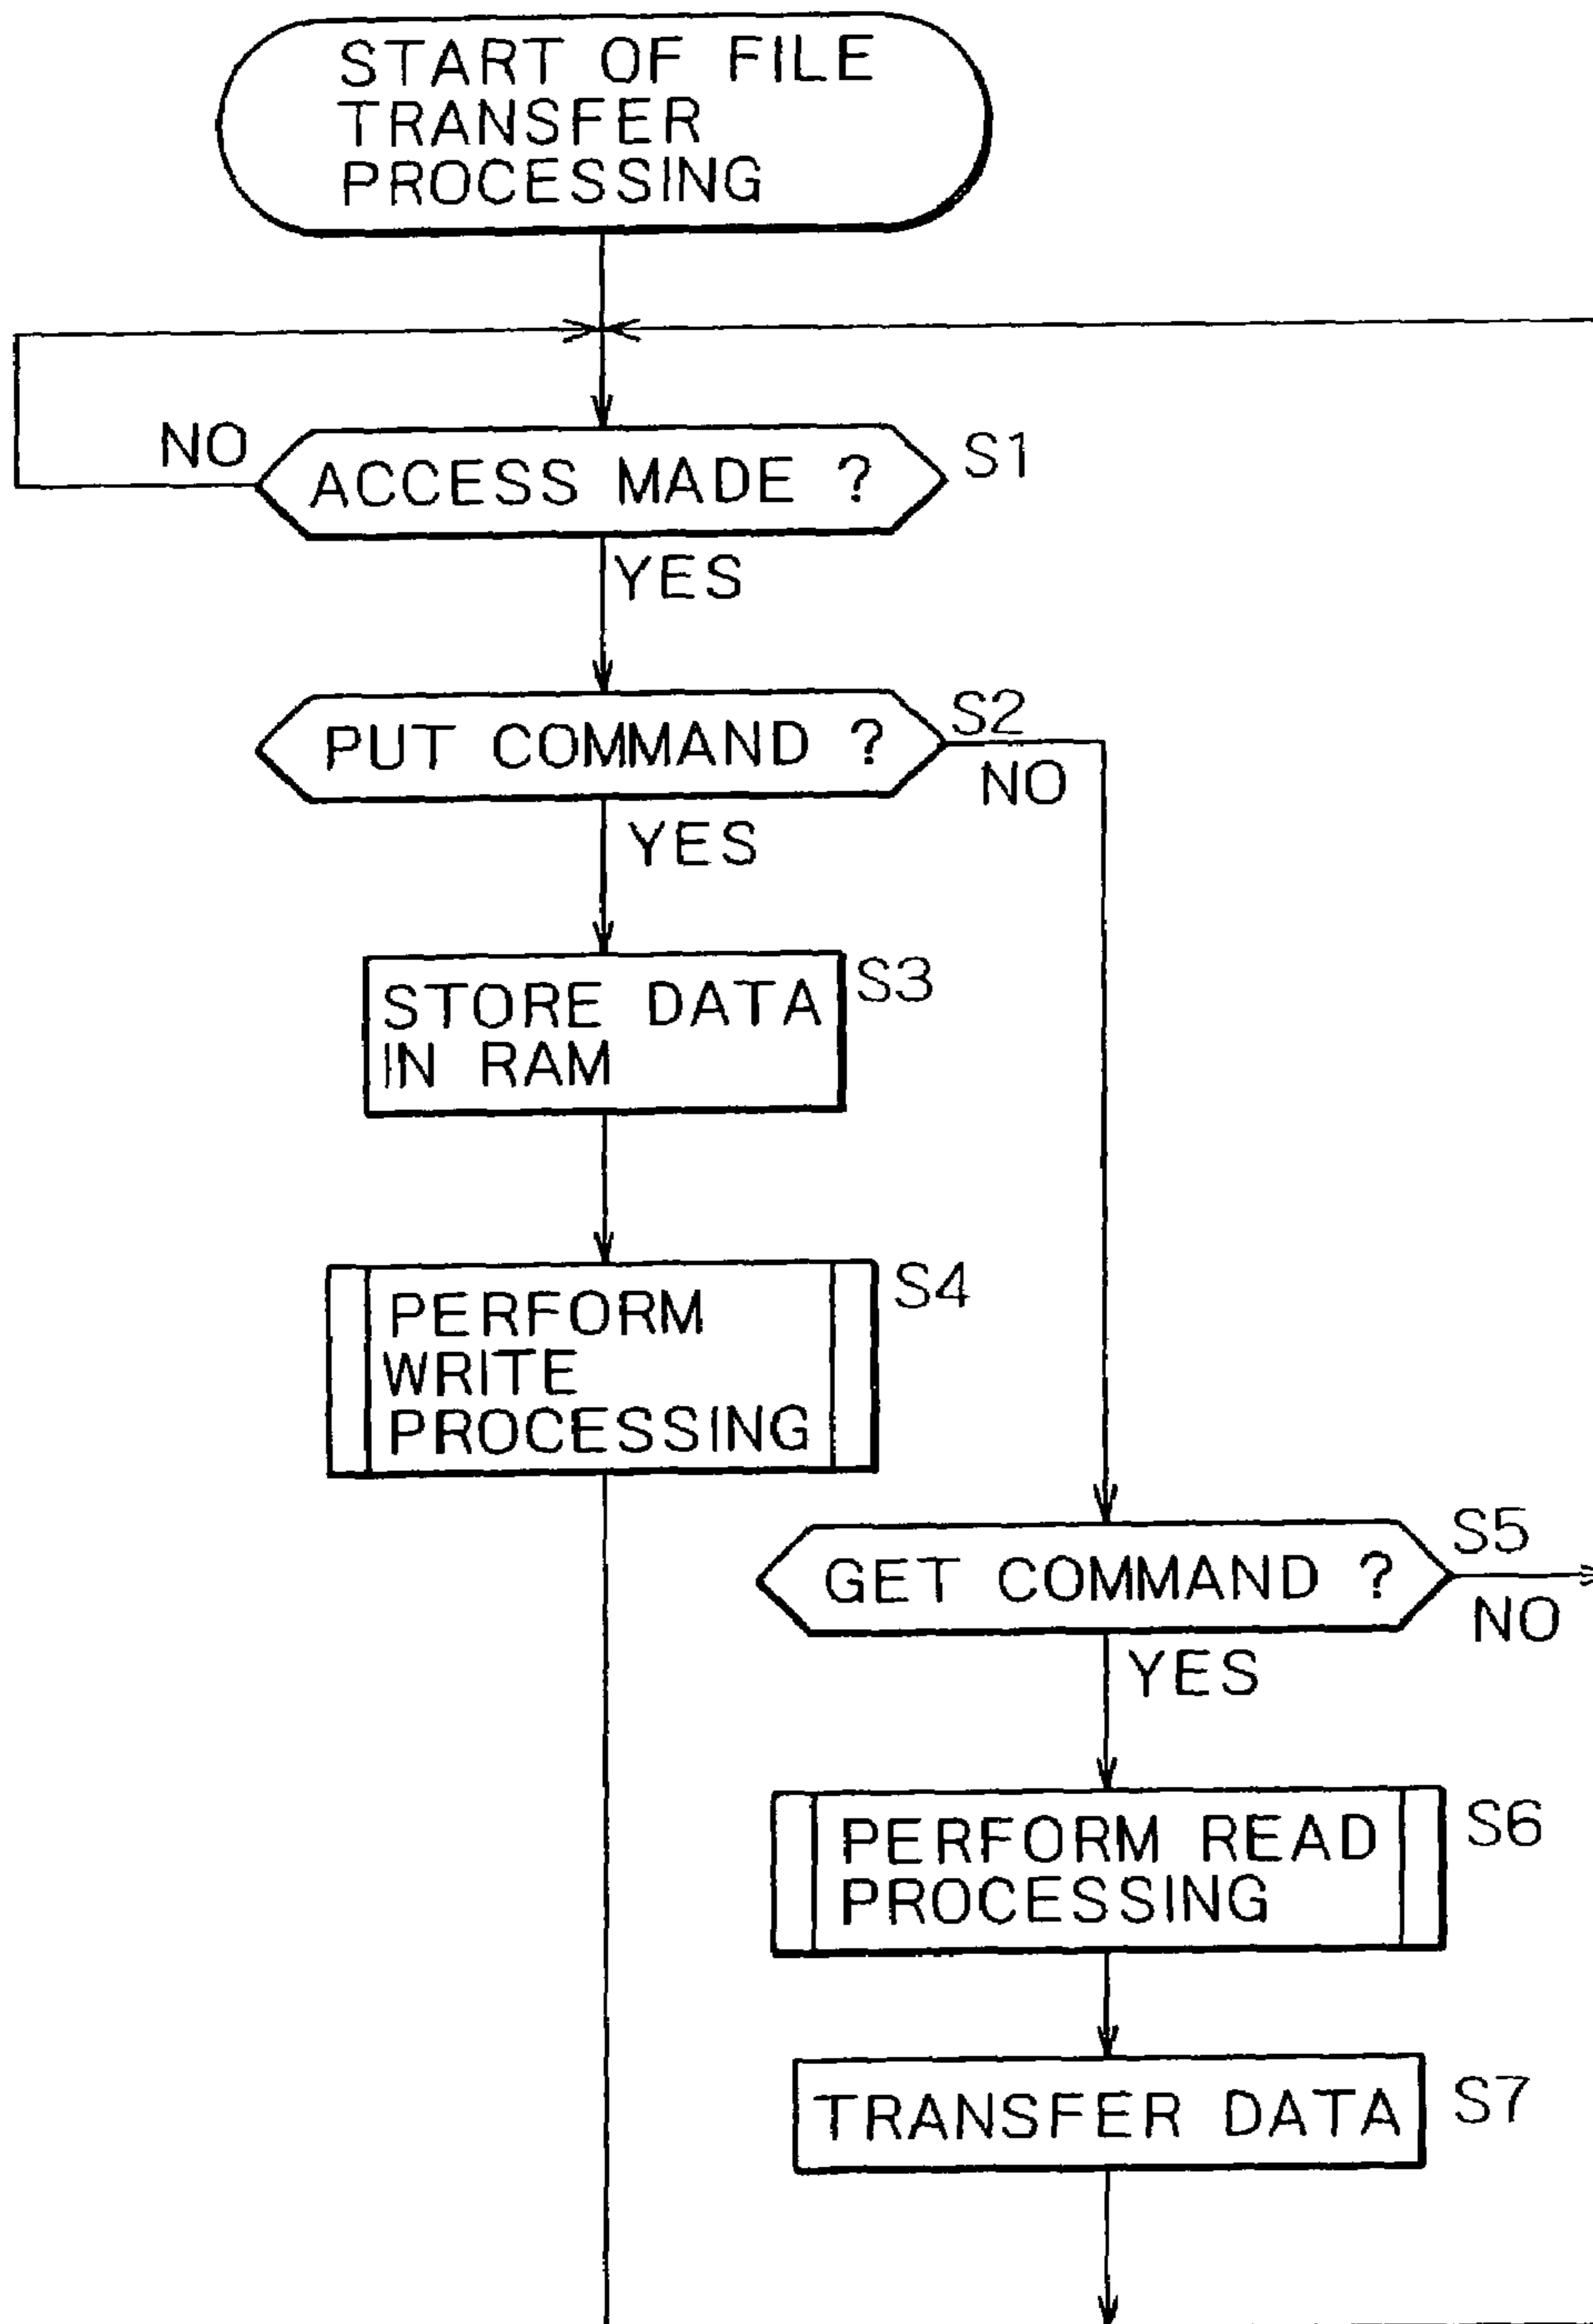 START OF FILE
TRANSFER
PROCESSING
NO
ACCESS MADE ?
S1
YES
PUT COMMAND ?
S2
NO
YES
STORE DATA
IN RAM
S3
PERFORM
WRITE
PROCESSING
S4
GET COMMAND ?
S5
NO
YES
PERFORM READ
PROCESSING
S6
TRANSFER DATA
S7